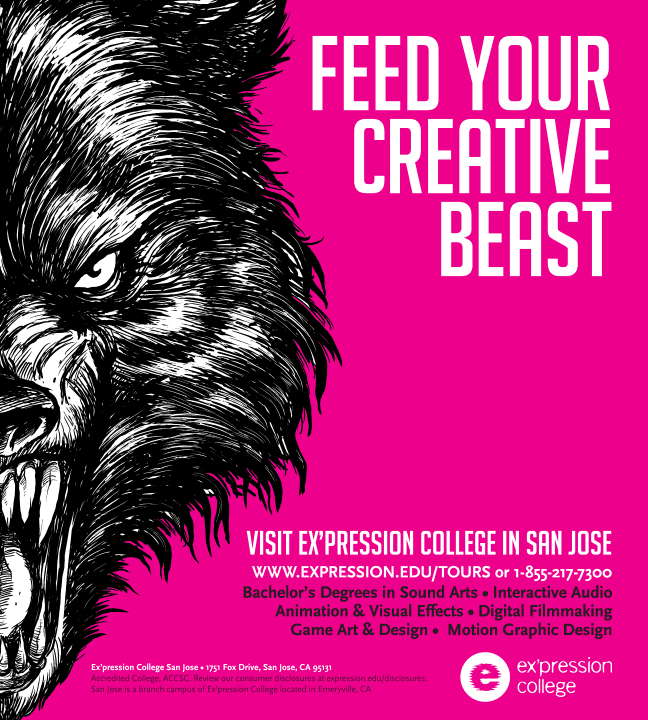 FEED YOUR
CREATIVE
BEAST
VISIT EX'PRESSION COLLEGE IN SAN JOSE
WWW.EXPRESSION.EDU/TOURS or 1-855-217-7300
Bachelor's Degrees in Sound Arts • Interactive Audio
Animation & Visual Effects • Digital Filmmaking
Game Art & Design • Motion Graphic Design
Ex'pression College San Jose • 1751 Fox Drive, San Jose, CA 95131
Accredited College, ACCSC. Review our consumer disclosures at expression.edu/disclosures.
San Jose is a branch campus of Ex'pression College located in Emeryville, CA
e
ex'pression
college